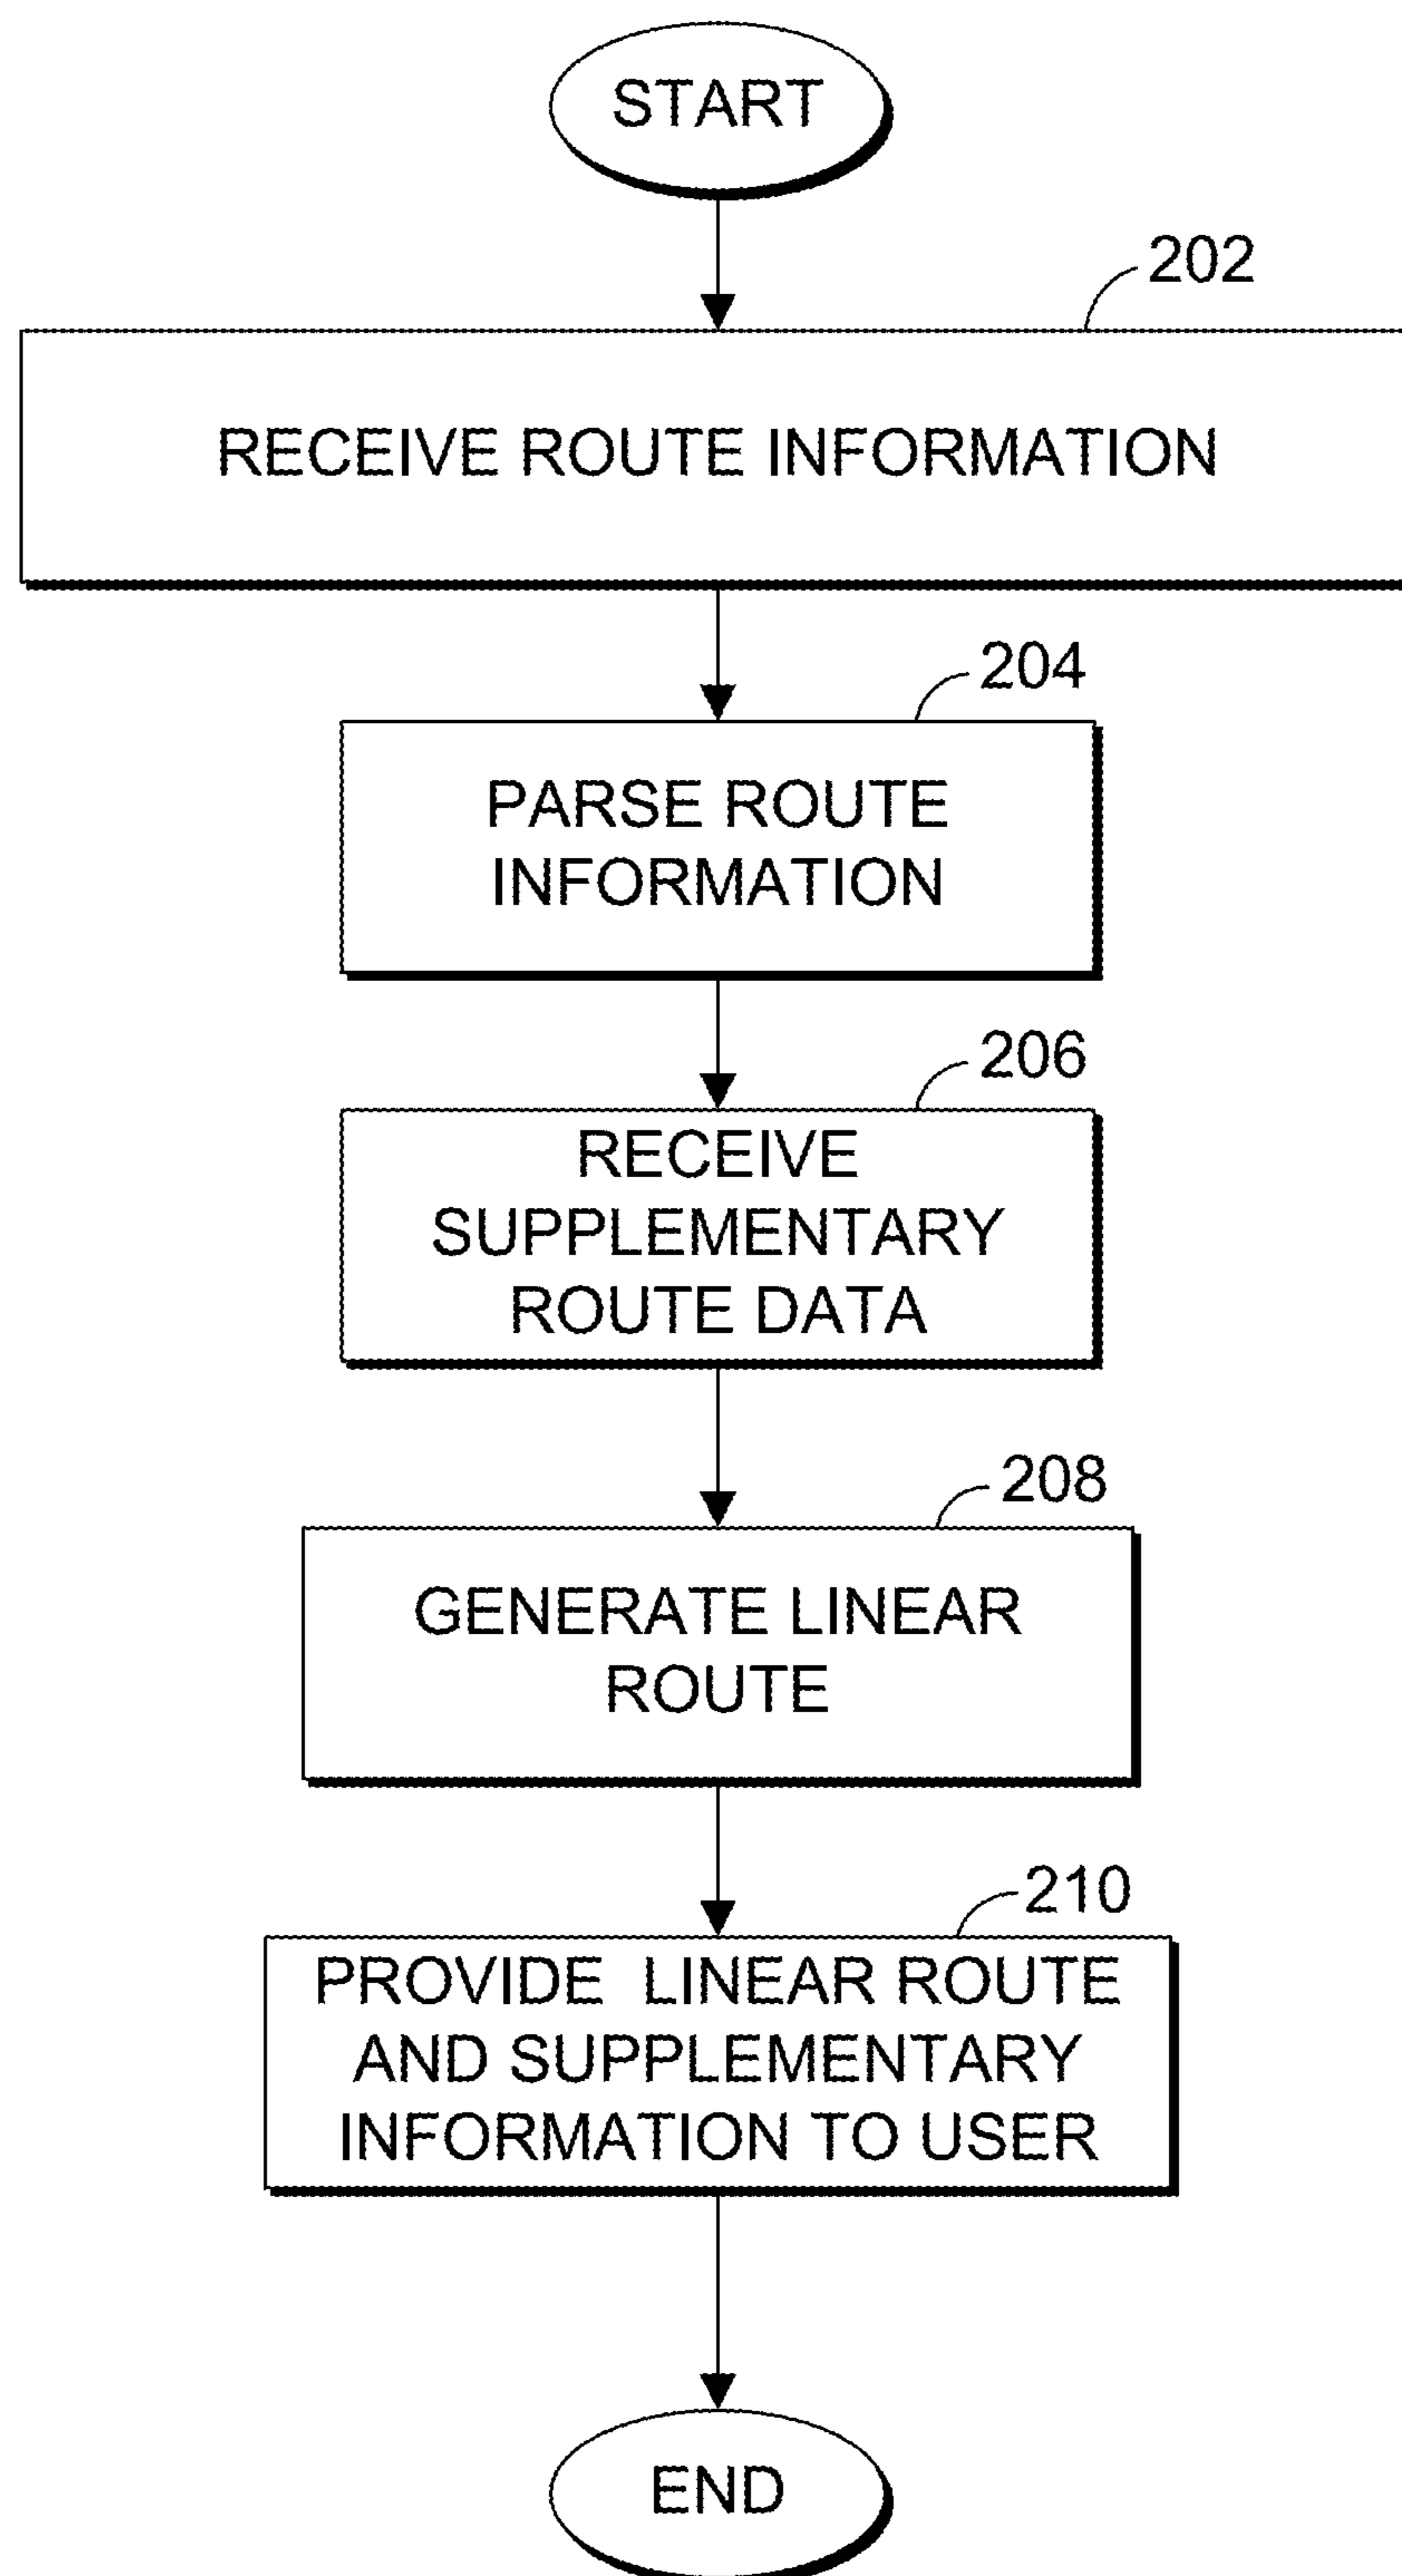 START
202
RECEIVE ROUTE INFORMATION
204
PARSE ROUTE
INFORMATION
206
RECEIVE
SUPPLEMENTARY
ROUTE DATA
208
GENERATE LINEAR
ROUTE
210
PROVIDE LINEAR ROUTE
AND SUPPLEMENTARY
INFORMATION TO USER
END